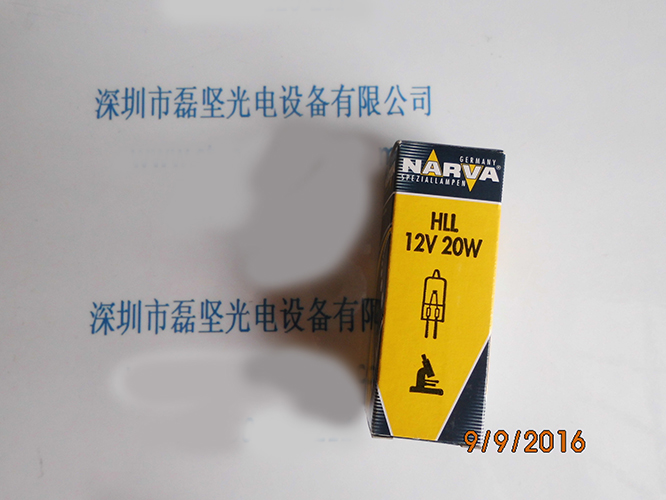 深圳市磊坚光电设备有限公司
GERMANY
NARVA®
SPEZIALLAMPEN
HLL
12V 20W
深圳市磊坚光电设备有限
9/9/2016